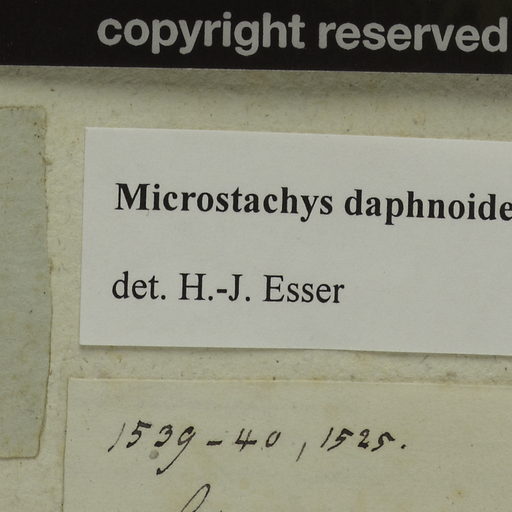 copyright reserved
Microstachys daphnoide
det. H.-J. Esser
1539-40, 1525.